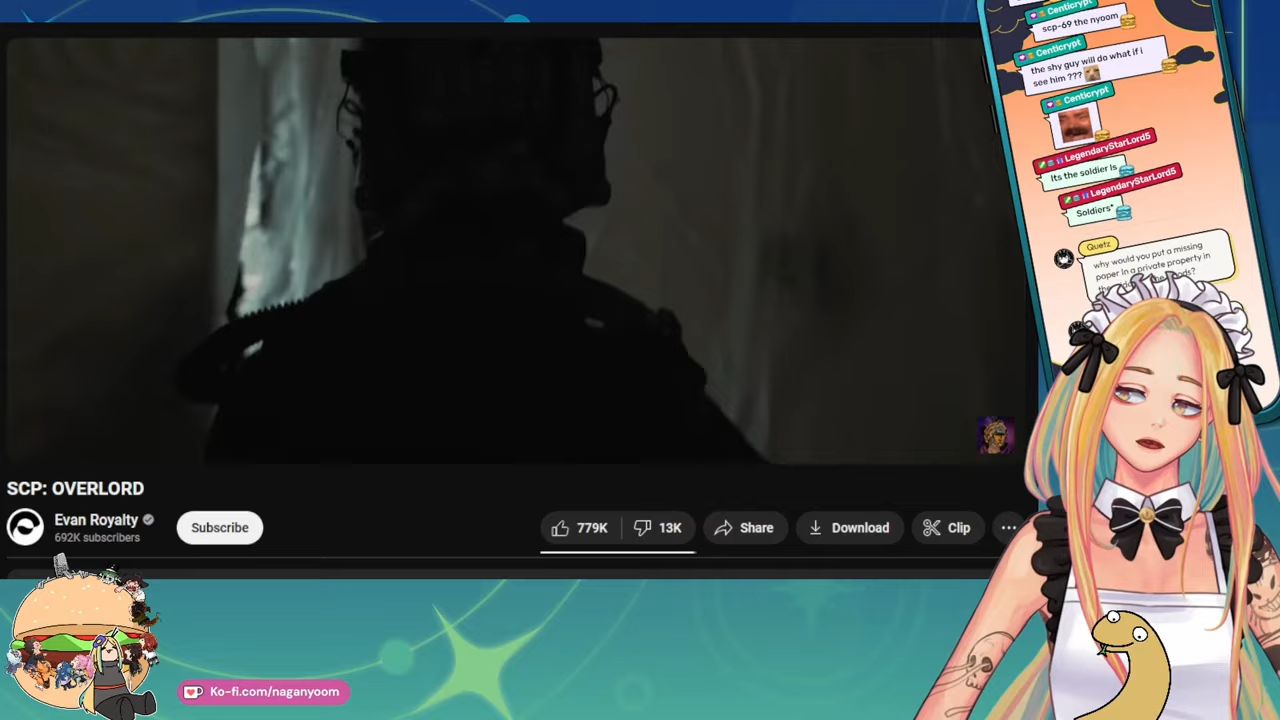 Centicrypt
scp-69 the nyoom
Centicrypt
the shy guy will do what if i
see him ???
Centicrypt
LegendaryStarLord5
Its the soldier Is
LegendaryStarLord5
Soldiers*
Quetz
why would you put a missing
paper in a private property in
SCP: OVERLORD
Evan Royalty
692K subscribers
Subscribe
779K
13K
Share
Download
Clip
Ko-fi.com/naganyoom